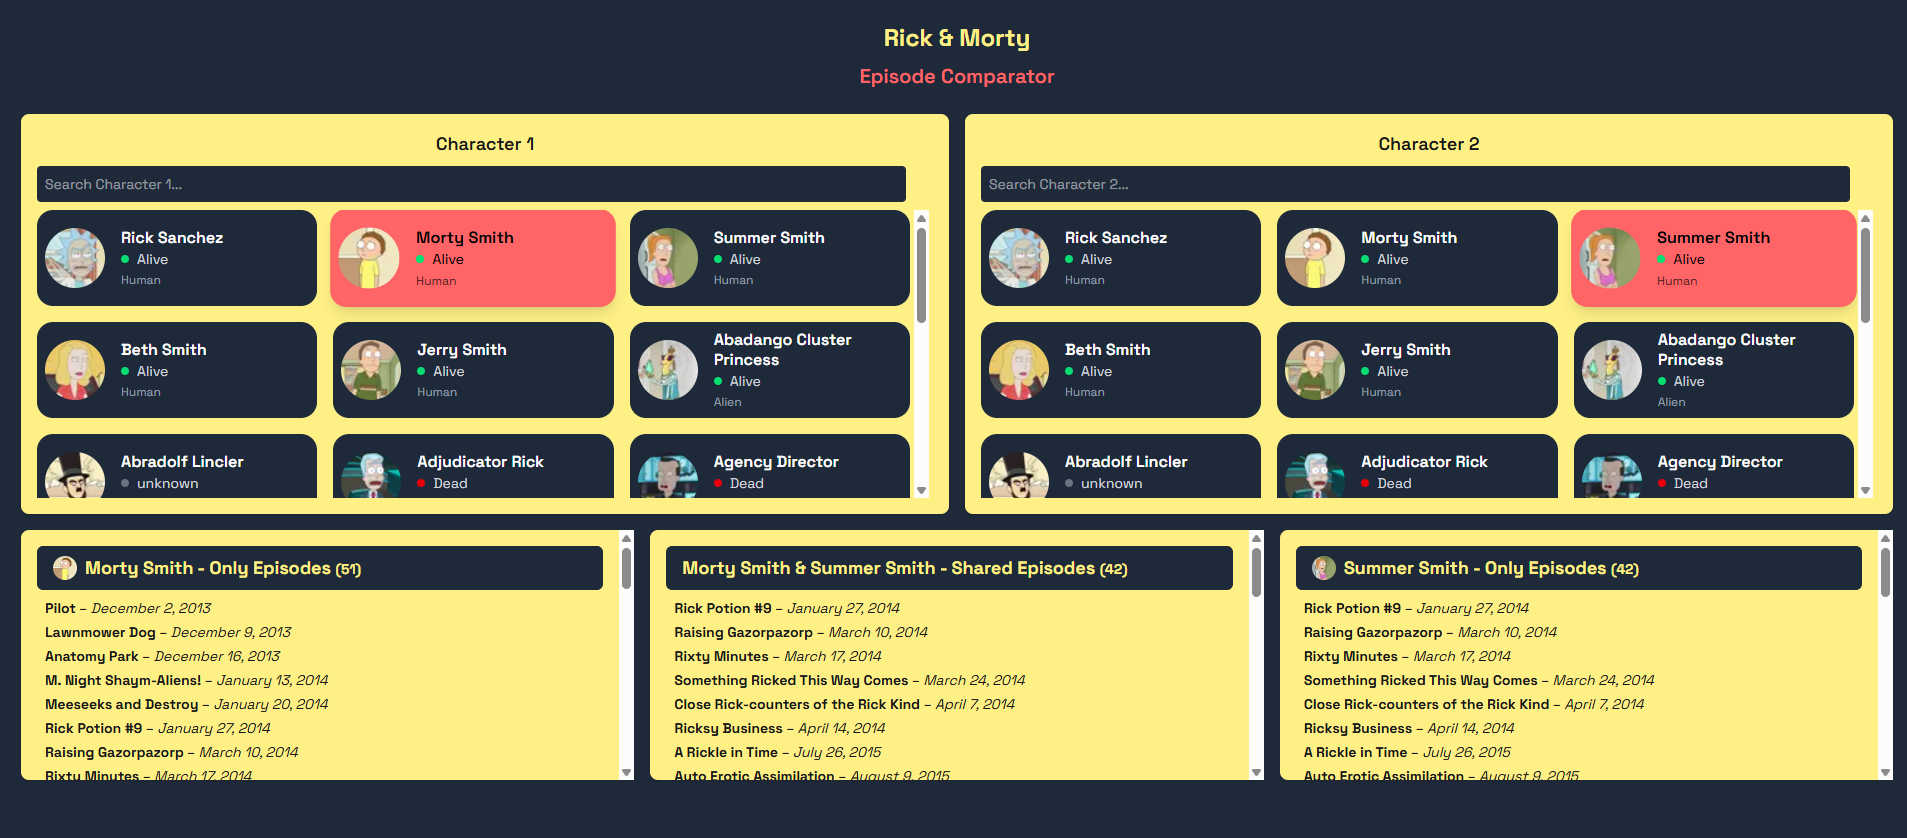 Rick & Morty
Episode Comparator
Character 1
Search Character 1...
Rick Sanchez
Alive
Human
Morty Smith
Alive
Human
Summer Smith
Alive
Human
Beth Smith
Alive
Human
Jerry Smith
Alive
Human
Abadango Cluster
Princess
Alive
Alien
Abradolf Lincler
unknown
Adjudicator Rick
Dead
Agency Director
Dead
Character 2
Search Character 2...
Rick Sanchez
Alive
Human
Morty Smith
Alive
Human
Summer Smith
Alive
Human
Beth Smith
Alive
Human
Jerry Smith
Alive
Human
Abadango Cluster
Princess
Alive
Alien
Abradolf Lincler
unknown
Adjudicator Rick
Dead
Agency Director
Dead
Morty Smith - Only Episodes (51)
Pilot – December 2, 2013
Lawnmower Dog – December 9, 2013
Anatomy Park – December 16, 2013
M. Night Shaym-Aliens! – January 13, 2014
Meeseeks and Destroy – January 20, 2014
Rick Potion #9 – January 27, 2014
Raising Gazorpazorp – March 10, 2014
Rixty Minutes – March 17, 2014
Morty Smith & Summer Smith - Shared Episodes (42)
Rick Potion #9 – January 27, 2014
Raising Gazorpazorp – March 10, 2014
Rixty Minutes – March 17, 2014
Something Ricked This Way Comes – March 24, 2014
Close Rick-counters of the Rick Kind – April 7, 2014
Ricksy Business – April 14, 2014
A Rickle in Time – July 26, 2015
Auto Erotic Assimilation – August 9, 2015
Summer Smith - Only Episodes (42)
Rick Potion #9 – January 27, 2014
Raising Gazorpazorp – March 10, 2014
Rixty Minutes – March 17, 2014
Something Ricked This Way Comes – March 24, 2014
Close Rick-counters of the Rick Kind – April 7, 2014
Ricksy Business – April 14, 2014
A Rickle in Time – July 26, 2015
Auto Erotic Assimilation – August 9, 2015